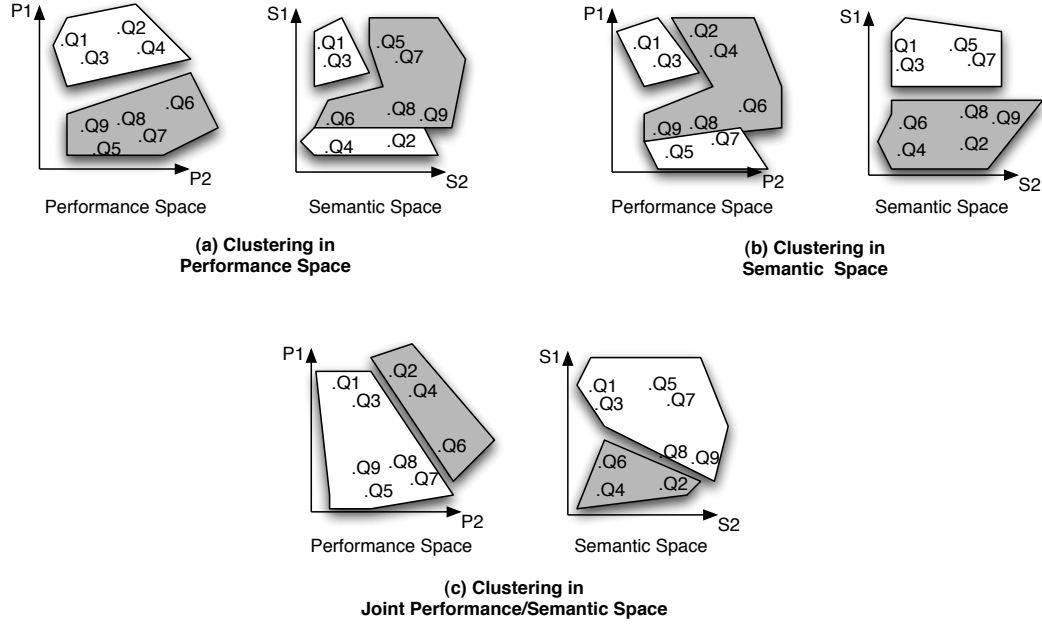 P1
.Q1
.Q2
.Q3
.Q4
.Q6
.Q9
.Q8
.Q7
.Q5
P2
Performance Space
S1
.Q1
.Q5
.Q3
.Q7
.Q6
.Q8
.Q9
.Q4
.Q2
S2
Semantic Space
(a) Clustering in
Performance Space
P1
.Q1
.Q2
.Q3
.Q4
.Q6
.Q9
.Q8
.Q7
.Q5
P2
Performance Space
S1
.Q1
.Q5
.Q3
.Q7
.Q6
.Q8
.Q9
.Q4
.Q2
S2
Semantic Space
(b) Clustering in
Semantic Space
P1
.Q1
.Q2
.Q3
.Q4
.Q6
.Q9
.Q8
.Q7
.Q5
P2
Performance Space
S1
.Q1
.Q5
.Q3
.Q7
.Q6
.Q8
.Q9
.Q4
.Q2
S2
Semantic Space
(c) Clustering in
Joint Performance/Semantic Space